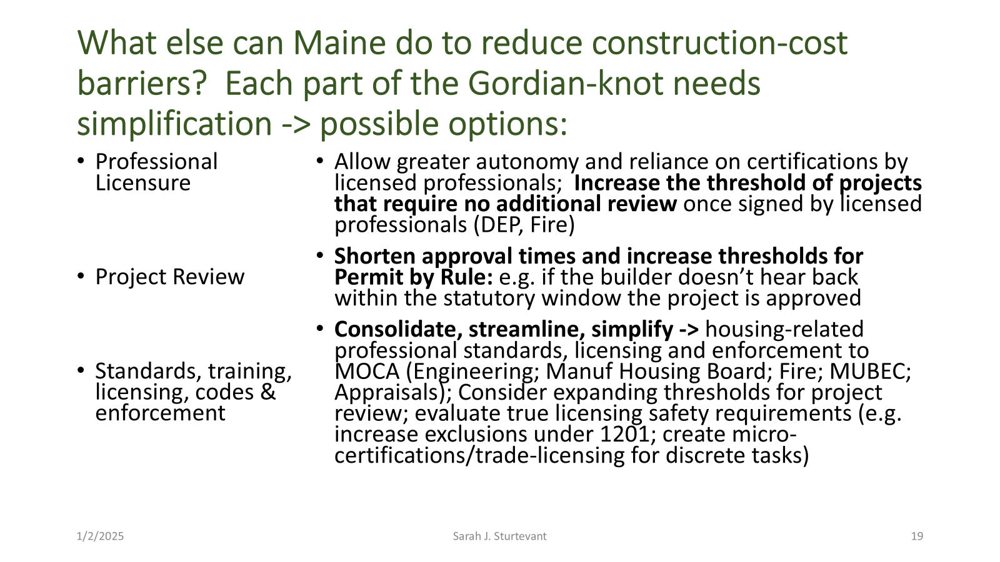 What else can Maine do to reduce construction-cost
barriers?  Each part of the Gordian-knot needs
simplification -> possible options:
• Professional
Licensure
• Project Review
• Standards, training,
licensing, codes &
enforcement
• Allow greater autonomy and reliance on certifications by
licensed professionals;  Increase the threshold of projects
that require no additional review once signed by licensed
professionals (DEP, Fire)
• Shorten approval times and increase thresholds for
Permit by Rule: e.g. if the builder doesn’t hear back
within the statutory window the project is approved
• Consolidate, streamline, simplify -> housing-related
professional standards, licensing and enforcement to
MOCA (Engineering; Manuf Housing Board; Fire; MUBEC;
Appraisals); Consider expanding thresholds for project
review; evaluate true licensing safety requirements (e.g.
increase exclusions under 1201; create micro-
certifications/trade-licensing for discrete tasks)
1/2/2025
Sarah J. Sturtevant
19